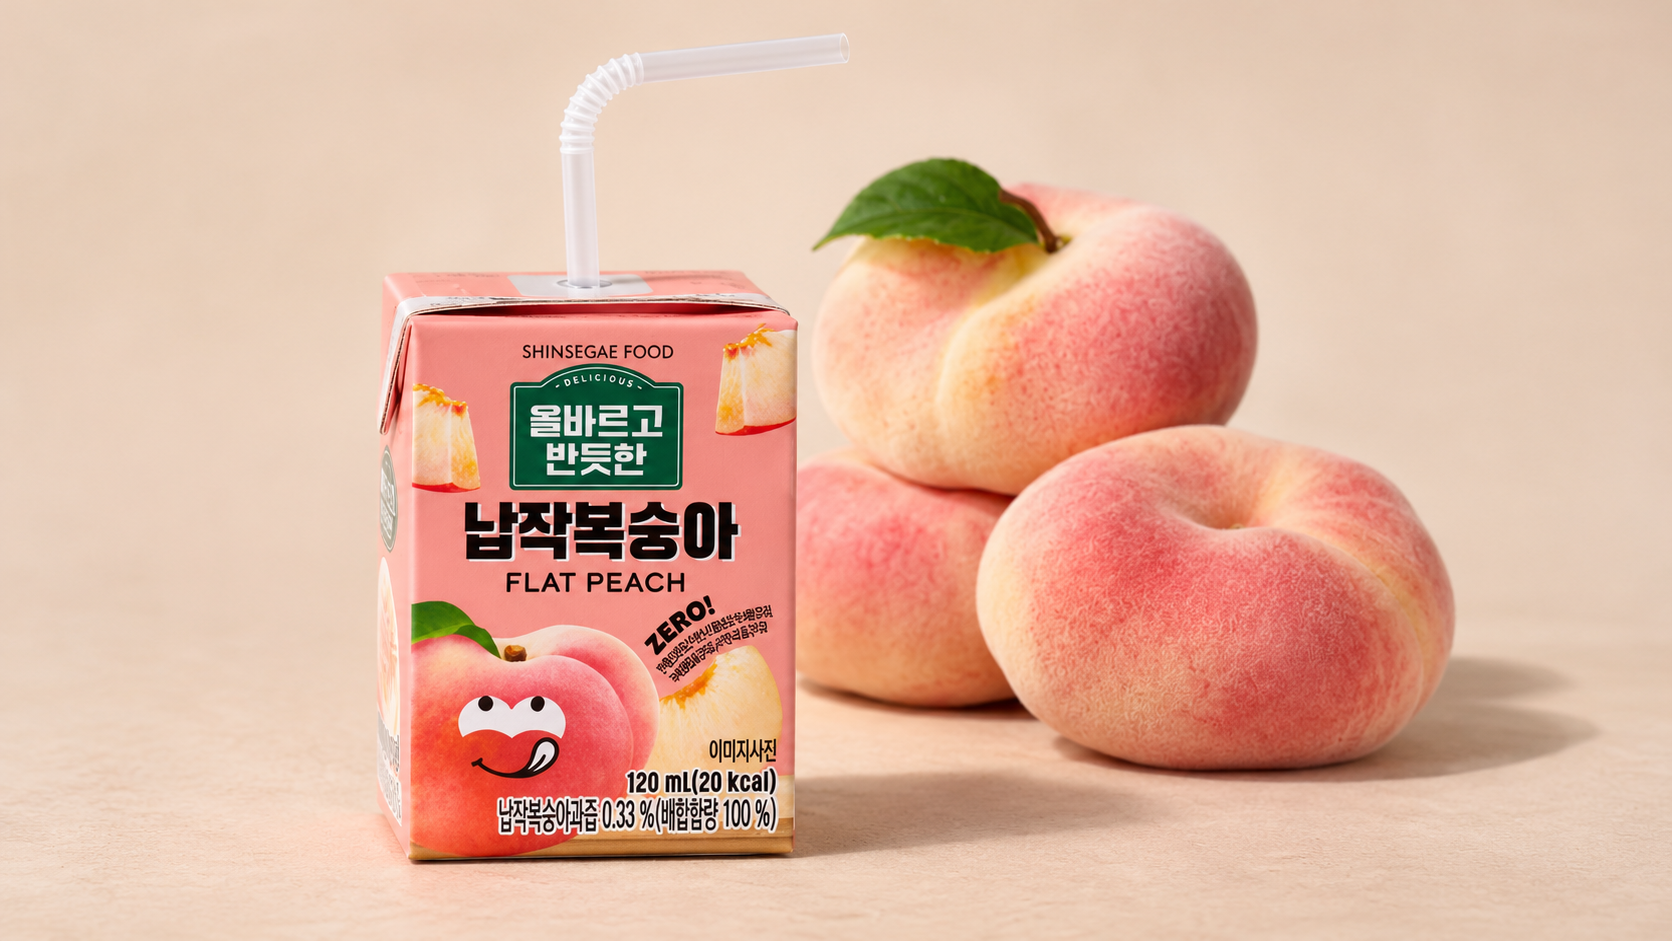 SHINSEGAE FOOD
- DELICIOUS -
올바르고
반듯한
납작복숭아
FLAT PEACH
ZERO!
이미지사진
120 mL(20 kcal)
납작복숭아과즙 0.33 %(배합함량 100 %)